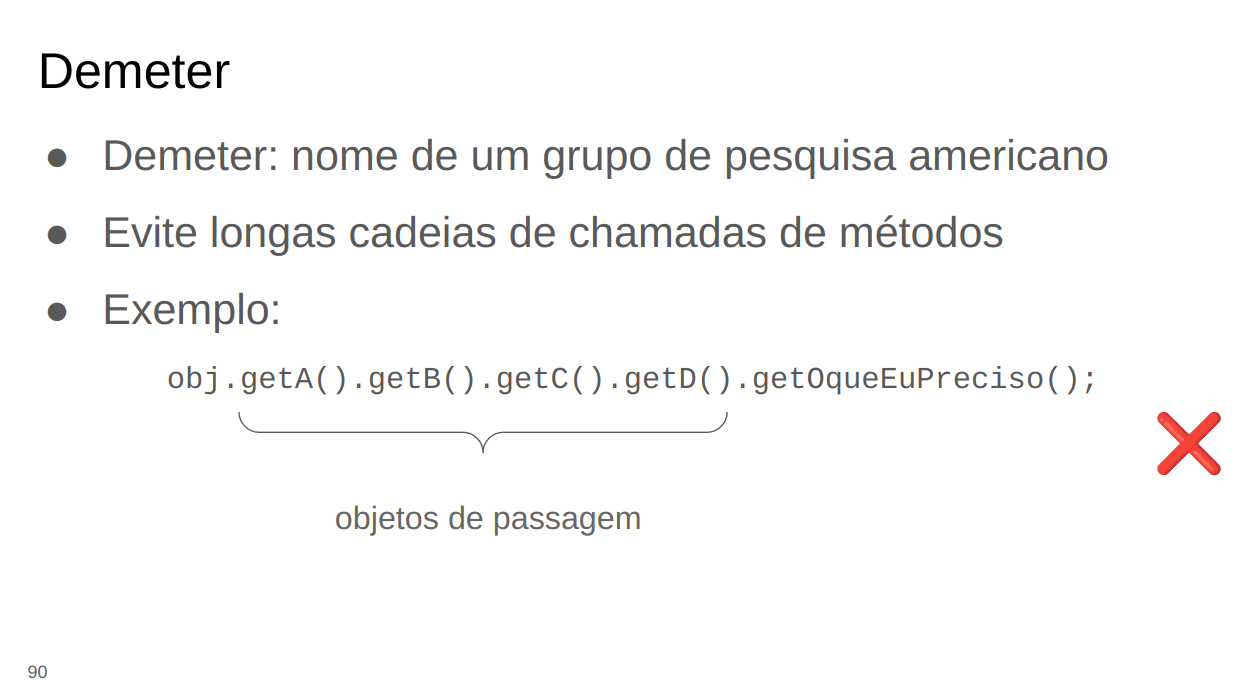 Demeter
● Demeter: nome de um grupo de pesquisa americano
● Evite longas cadeias de chamadas de métodos
● Exemplo:
obj.getA().getB().getC().getD().getOqueEuPreciso();
objetos de passagem
90